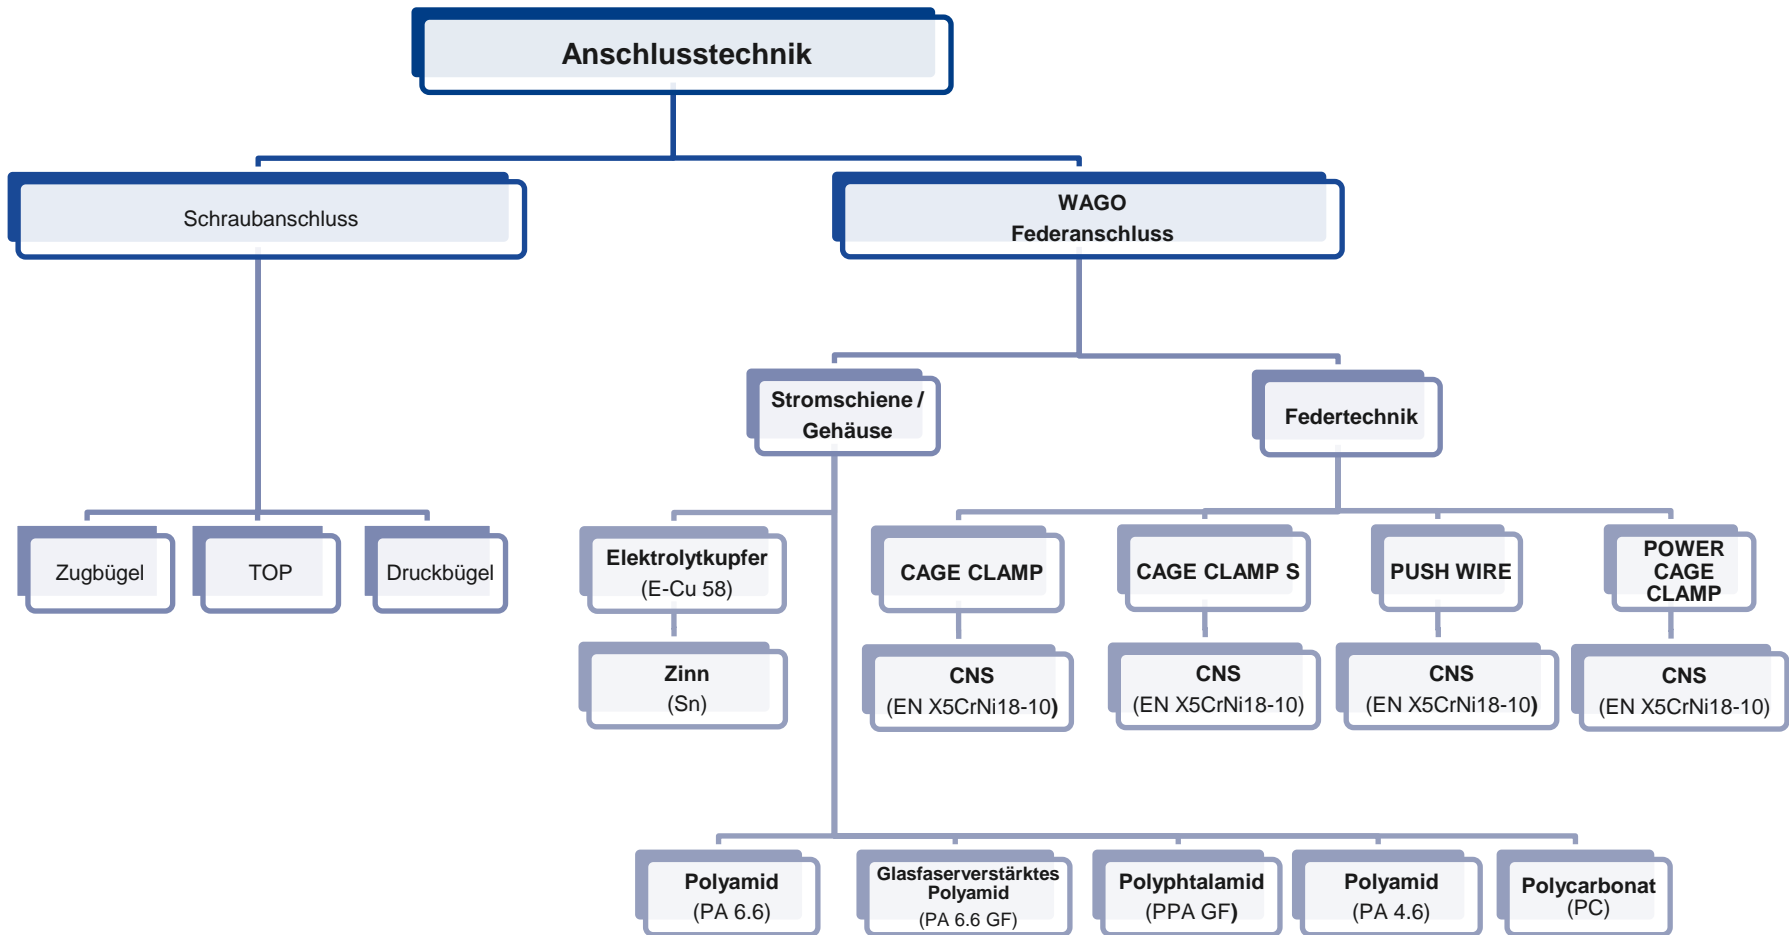 Anschlusstechnik
Schraubanschluss
WAGO
Federanschluss
Stromschiene /
Gehäuse
Federtechnik
Zugbügel
TOP
Druckbügel
Elektrolytkupfer
(E-Cu 58)
CAGE CLAMP
CAGE CLAMP S
PUSH WIRE
POWER
CAGE
CLAMP
Zinn
(Sn)
CNS
(EN X5CrNi18-10)
CNS
(EN X5CrNi18-10)
CNS
(EN X5CrNi18-10)
CNS
(EN X5CrNi18-10)
Polyamid
(PA 6.6)
Glasfaserverstärktes
Polyamid
(PA 6.6 GF)
Polyphtalamid
(PPA GF)
Polyamid
(PA 4.6)
Polycarbonat
(PC)